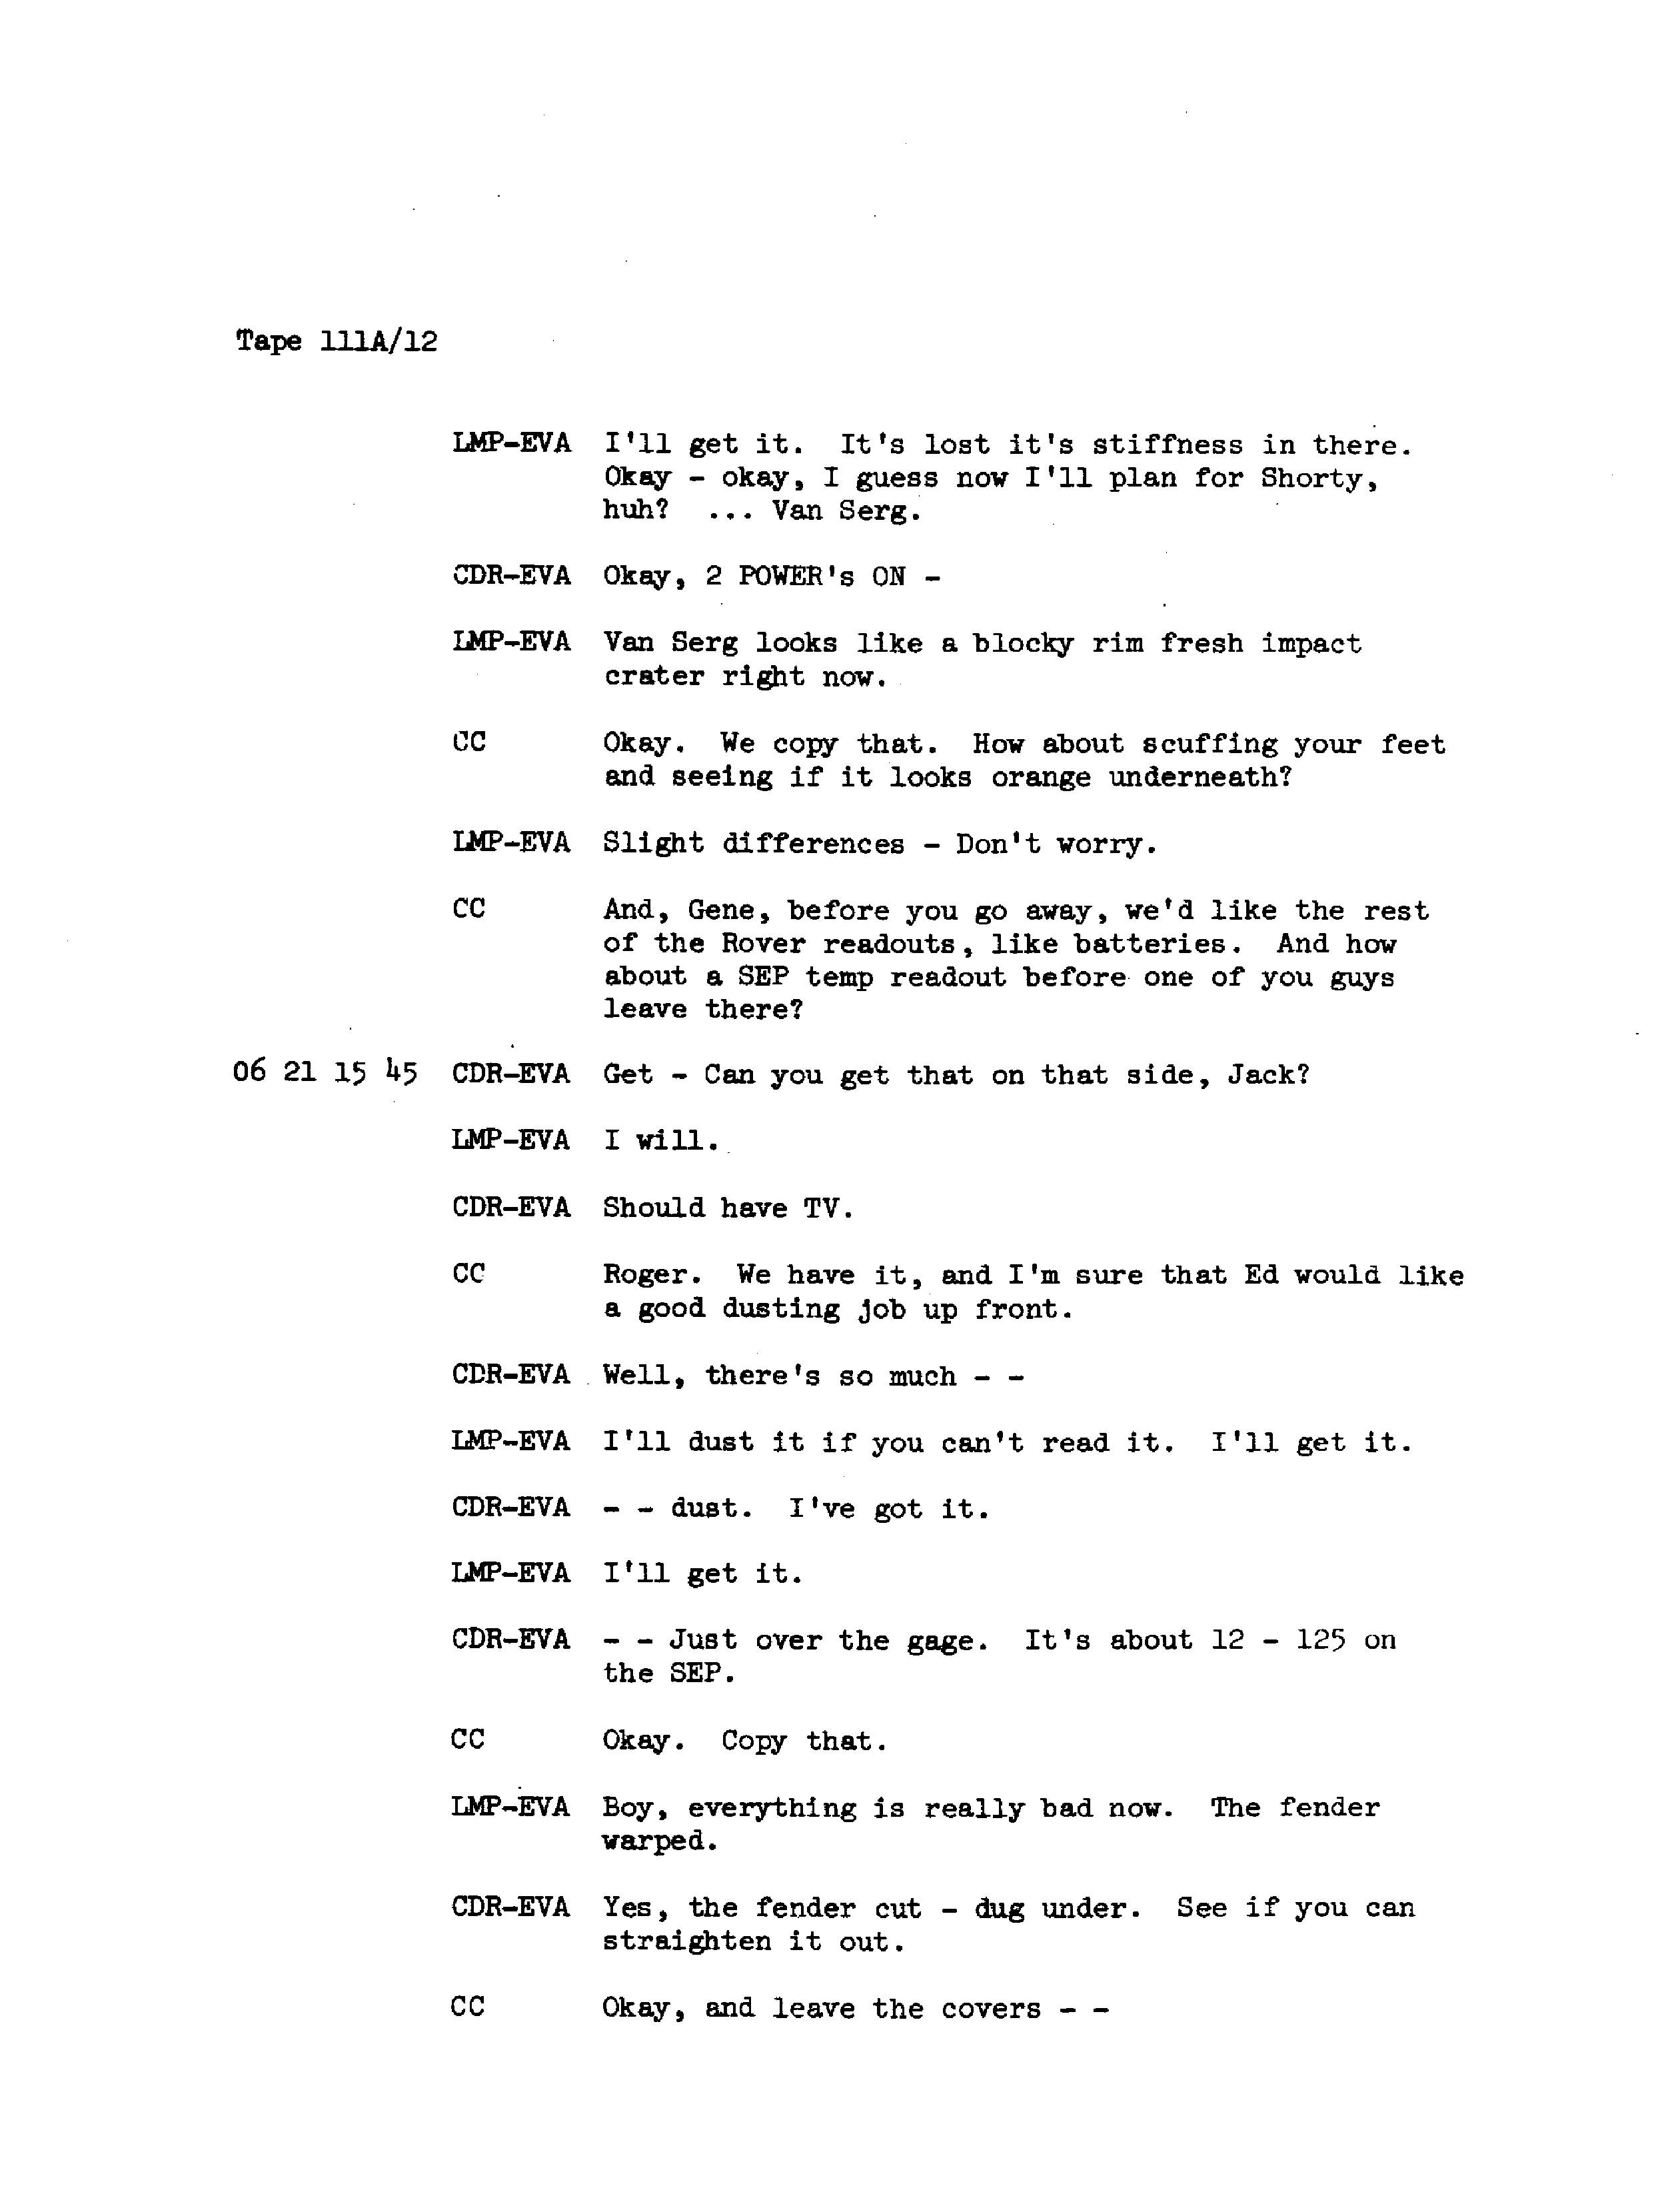 Tape 111A/12
LMP-EVA I'll get it. It's lost it's stiffness in there.
Okay - okay, I guess now I'll plan for Shorty,
huh? ... Van Serg.
CDR-EVA Okay, 2 POWER's ON -
LMP-EVA Van Serg looks like a blocky rim fresh impact
crater right now.
CC Okay. We copy that. How about scuffing your feet
and seeing if it looks orange underneath?
LMP-EVA Slight differences - Don't worry.
CC And, Gene, before you go away, we'd like the rest
of the Rover readouts, like batteries. And how
about a SEP temp readout before one of you guys
leave there?
06 21 15 45 CDR-EVA Get - Can you get that on that side, Jack?
LMP-EVA I will.
CDR-EVA Should have TV.
CC Roger. We have it, and I'm sure that Ed would like
a good dusting job up front.
CDR-EVA Well, there's so much - -
LMP-EVA I'll dust it if you can't read it. I'll get it.
CDR-EVA - - dust. I've got it.
LMP-EVA I'll get it.
CDR-EVA - - Just over the gage. It's about 12 - 125 on
the SEP.
CC Okay. Copy that.
LMP-EVA Boy, everything is really bad now. The fender
warped.
CDR-EVA Yes, the fender cut - dug under. See if you can
straighten it out.
CC Okay, and leave the covers - -